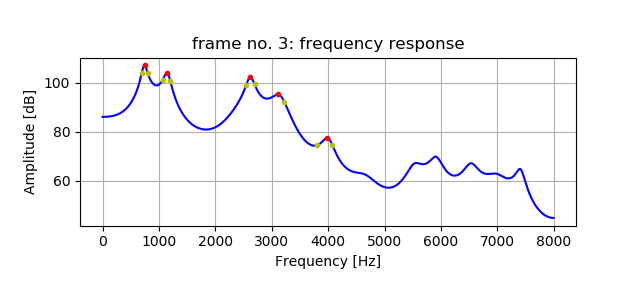 frame no. 3: frequency response
Amplitude [dB]
100
80
60
0 1000 2000 3000 4000 5000 6000 7000 8000
Frequency [Hz]